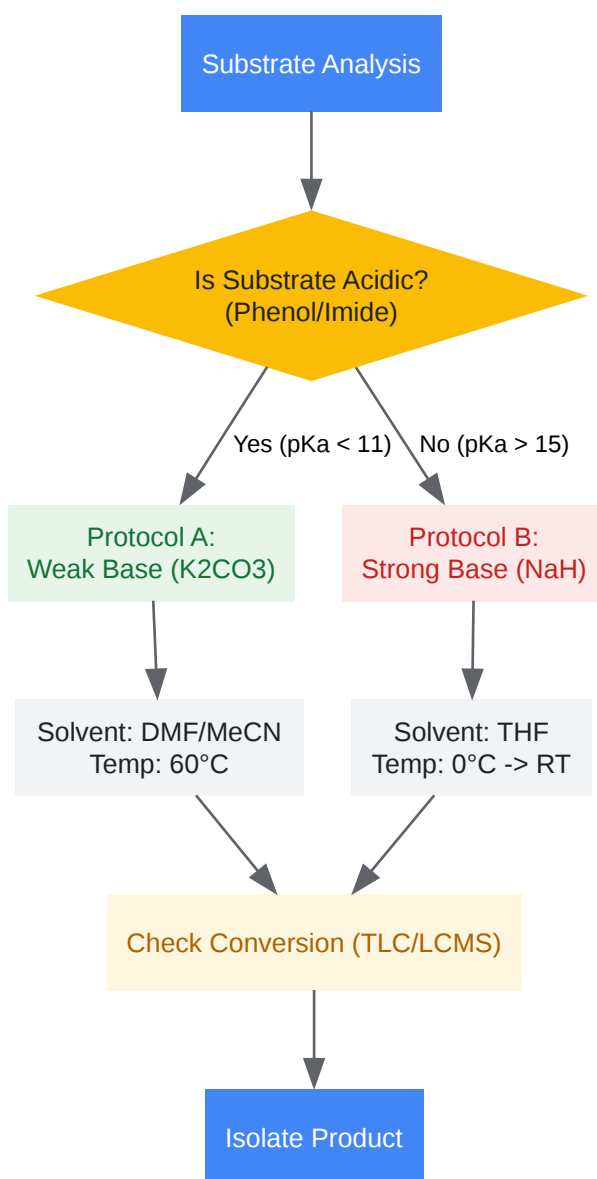 Substrate Analysis
Is Substrate Acidic?
(Phenol/Imide)
Yes (pKa < 11)
No (pKa > 15)
Protocol A:
Weak Base (K2CO3)
Protocol B:
Strong Base (NaH)
Solvent: DMF/MeCN
Temp: 60°C
Solvent: THF
Temp: 0°C -> RT
Check Conversion (TLC/LCMS)
Isolate Product